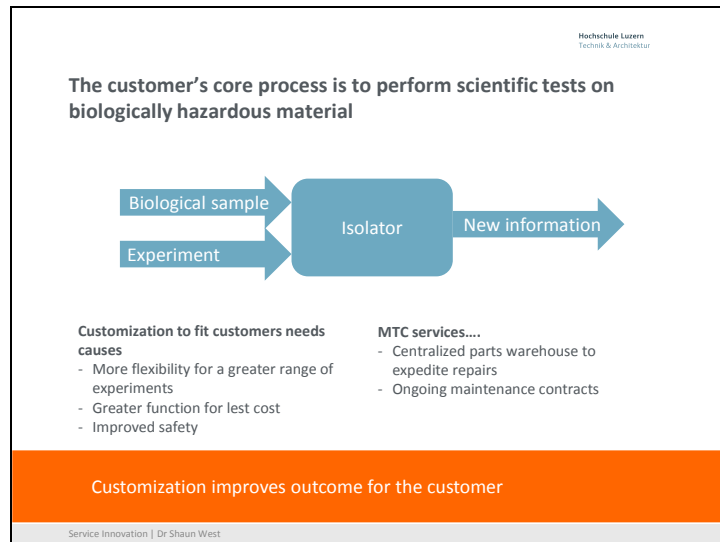 Hochschule Luzern
Technik & Architektur
The customer's core process is to perform scientific tests on
biologically hazardous material
Biological sample
Experiment
Isolator
New information
Customization to fit customers needs
causes
- More flexibility for a greater range of
experiments
- Greater function for lest cost
- Improved safety
MTC services....
- Centralized parts warehouse to
expedite repairs
- Ongoing maintenance contracts
Customization improves outcome for the customer
Service Innovation | Dr Shaun West